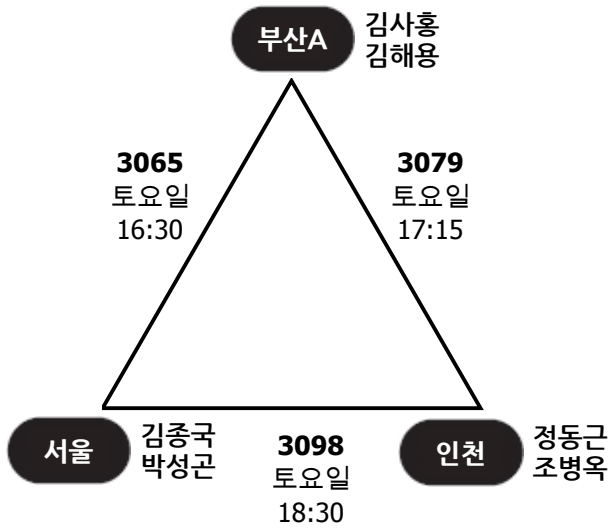 부산A
김사홍
김해용
3065
토요일
16:30
3079
토요일
17:15
서울
김종국
박성곤
3098
토요일
18:30
인천
정동근
조병옥